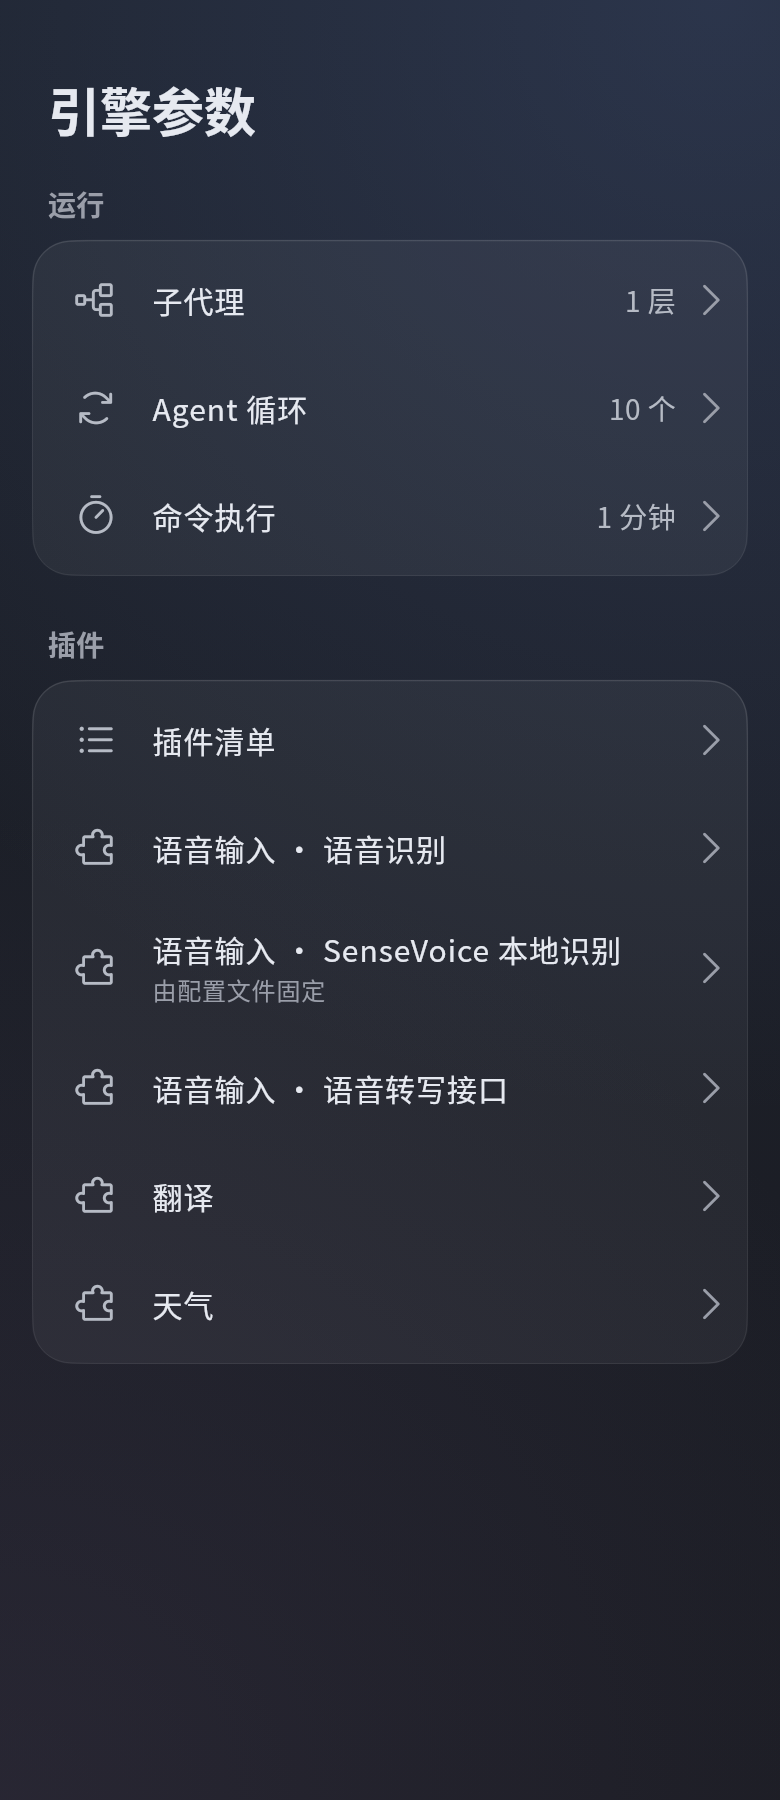 引擎参数
运行
子代理 1 层
Agent 循环 10 个
命令执行 1 分钟
插件
插件清单
语音输入 · 语音识别
语音输入 · SenseVoice 本地识别
由配置文件固定
语音输入 · 语音转写接口
翻译
天气